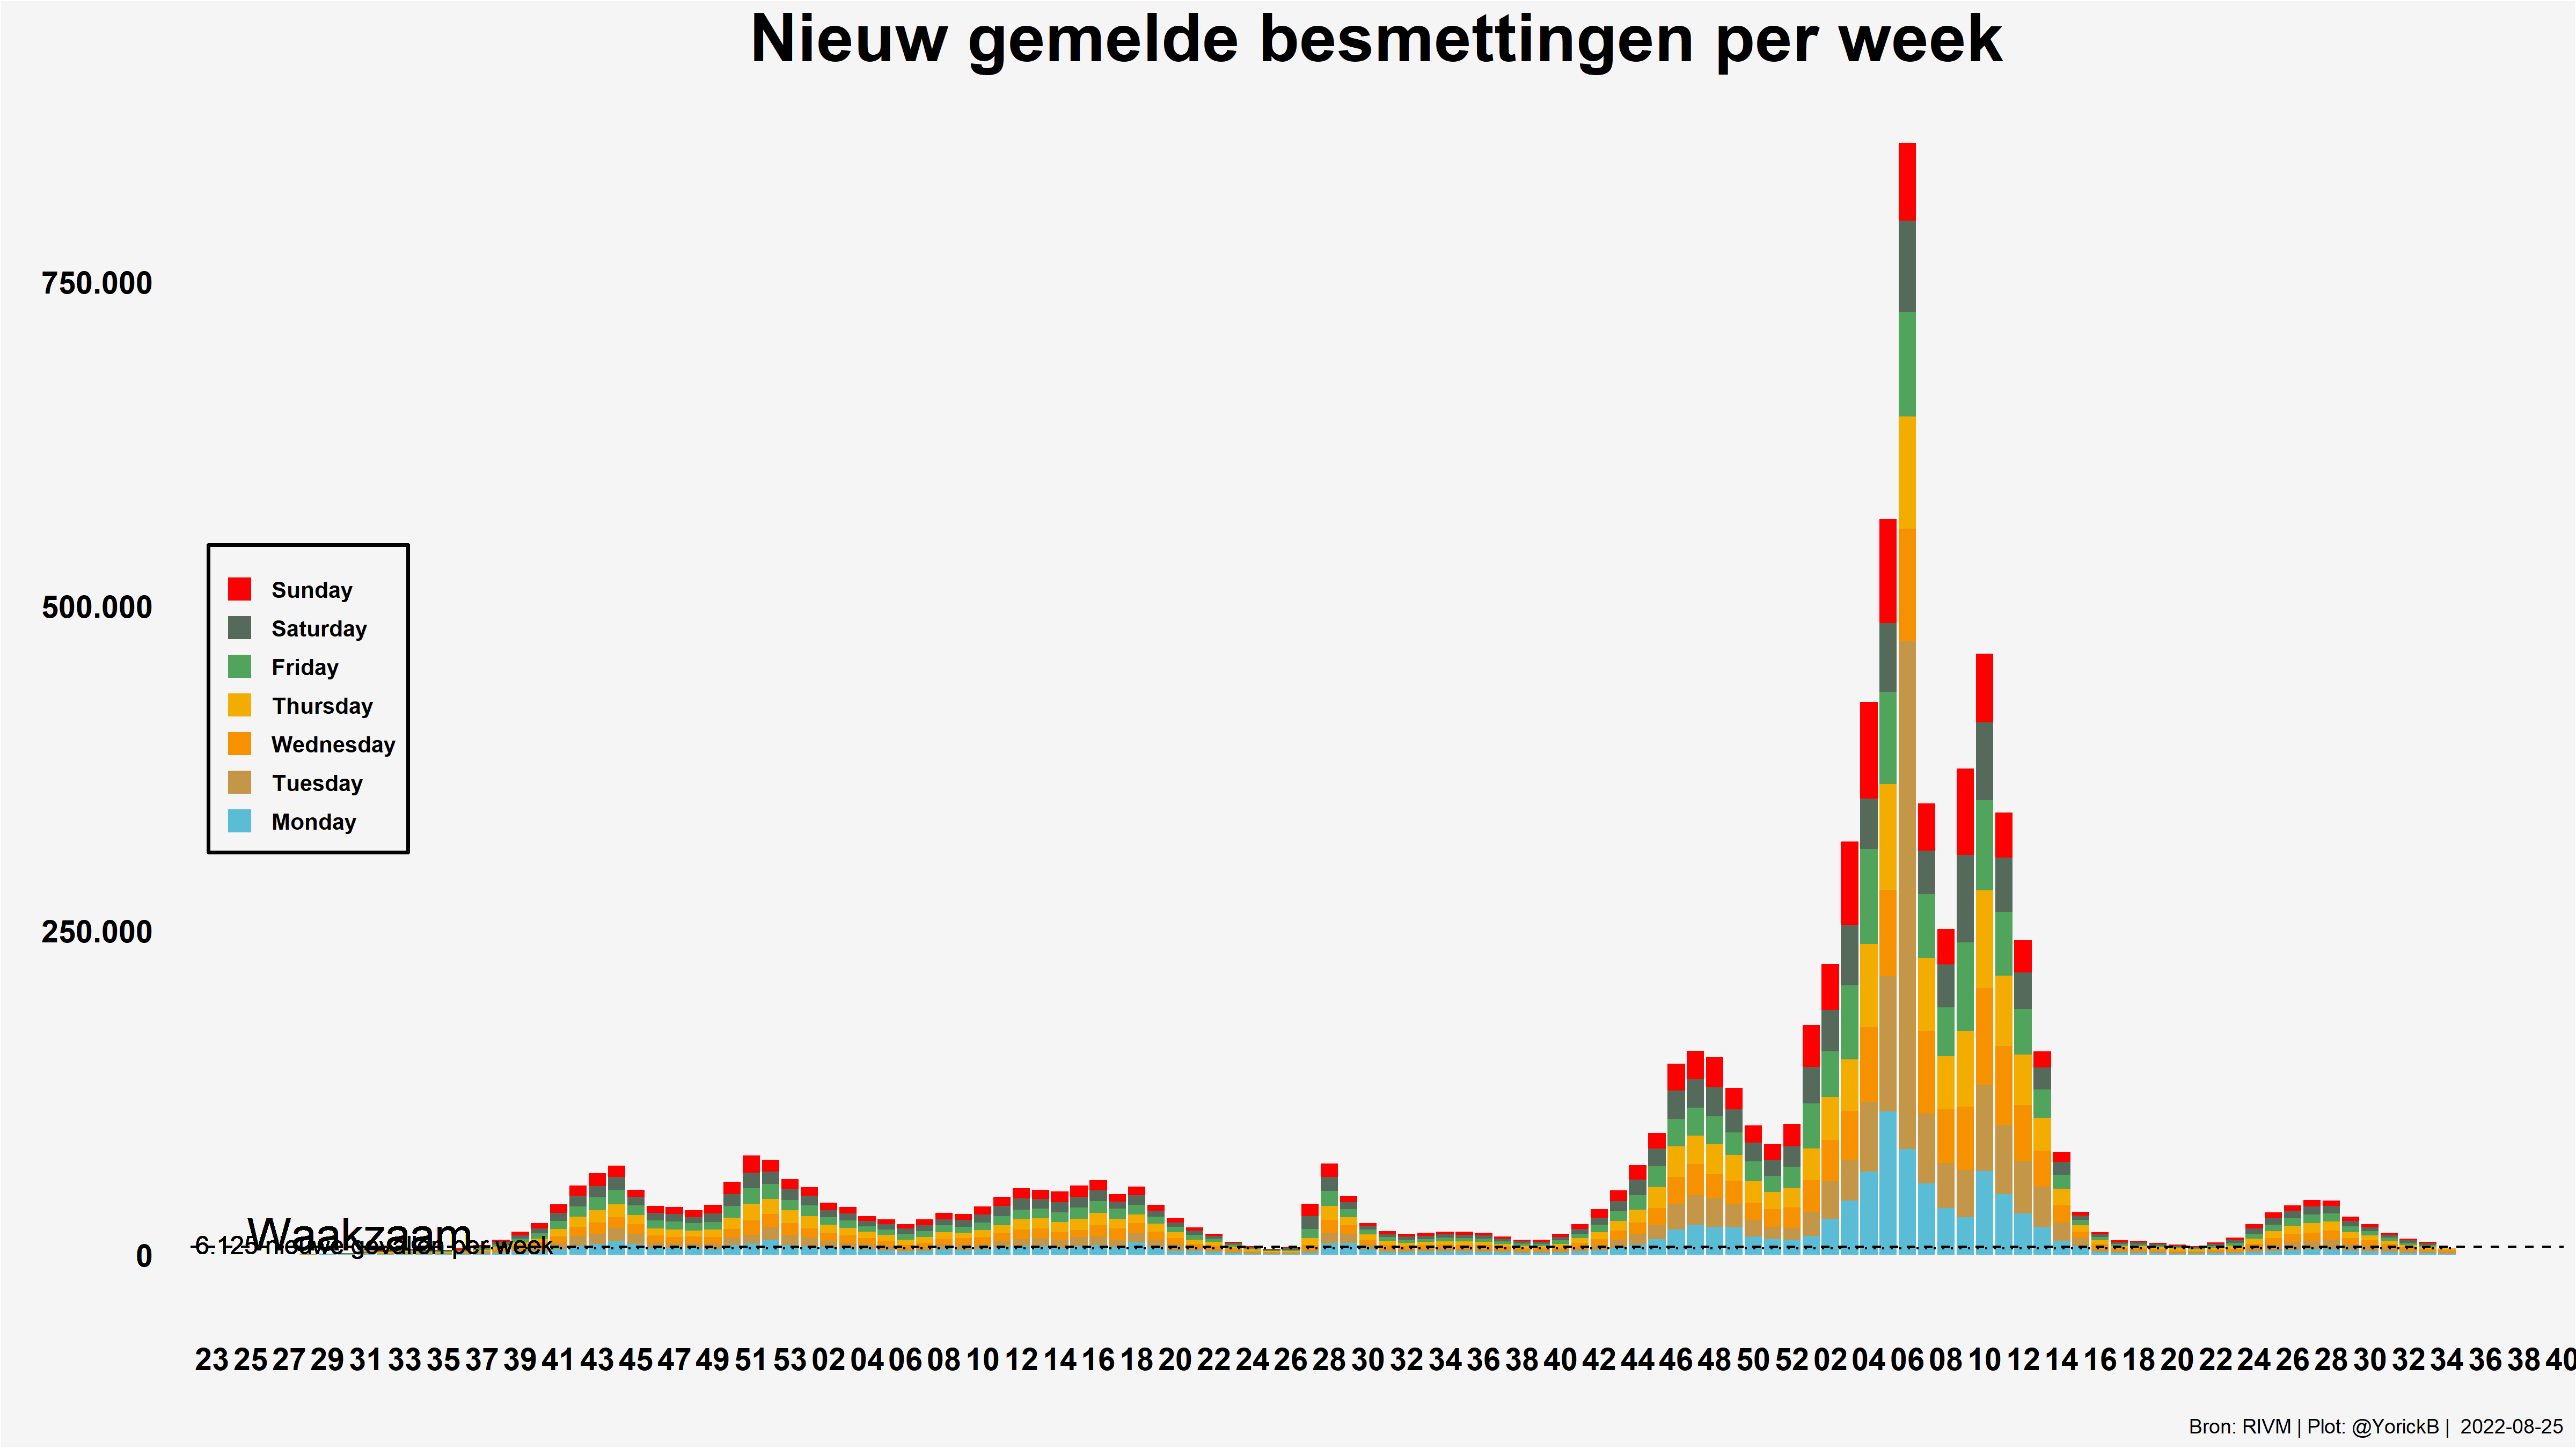 Nieuw gemelde besmettingen per week
750.000
500.000
250.000
0
Sunday
Saturday
Friday
Thursday
Wednesday
Tuesday
Monday
Waakzaam
6.125 nieuwe gevallen per week
23 25 27 29 31 33 35 37 39 41 43 45 47 49 51 53 02 04 06 08 10 12 14 16 18 20 22 24 26 28 30 32 34 36 38 40 42 44 46 48 50 52 02 04 06 08 10 12 14 16 18 20 22 24 26 28 30 32 34 36 38 40
Bron: RIVM | Plot: @YorickB | 2022-08-25